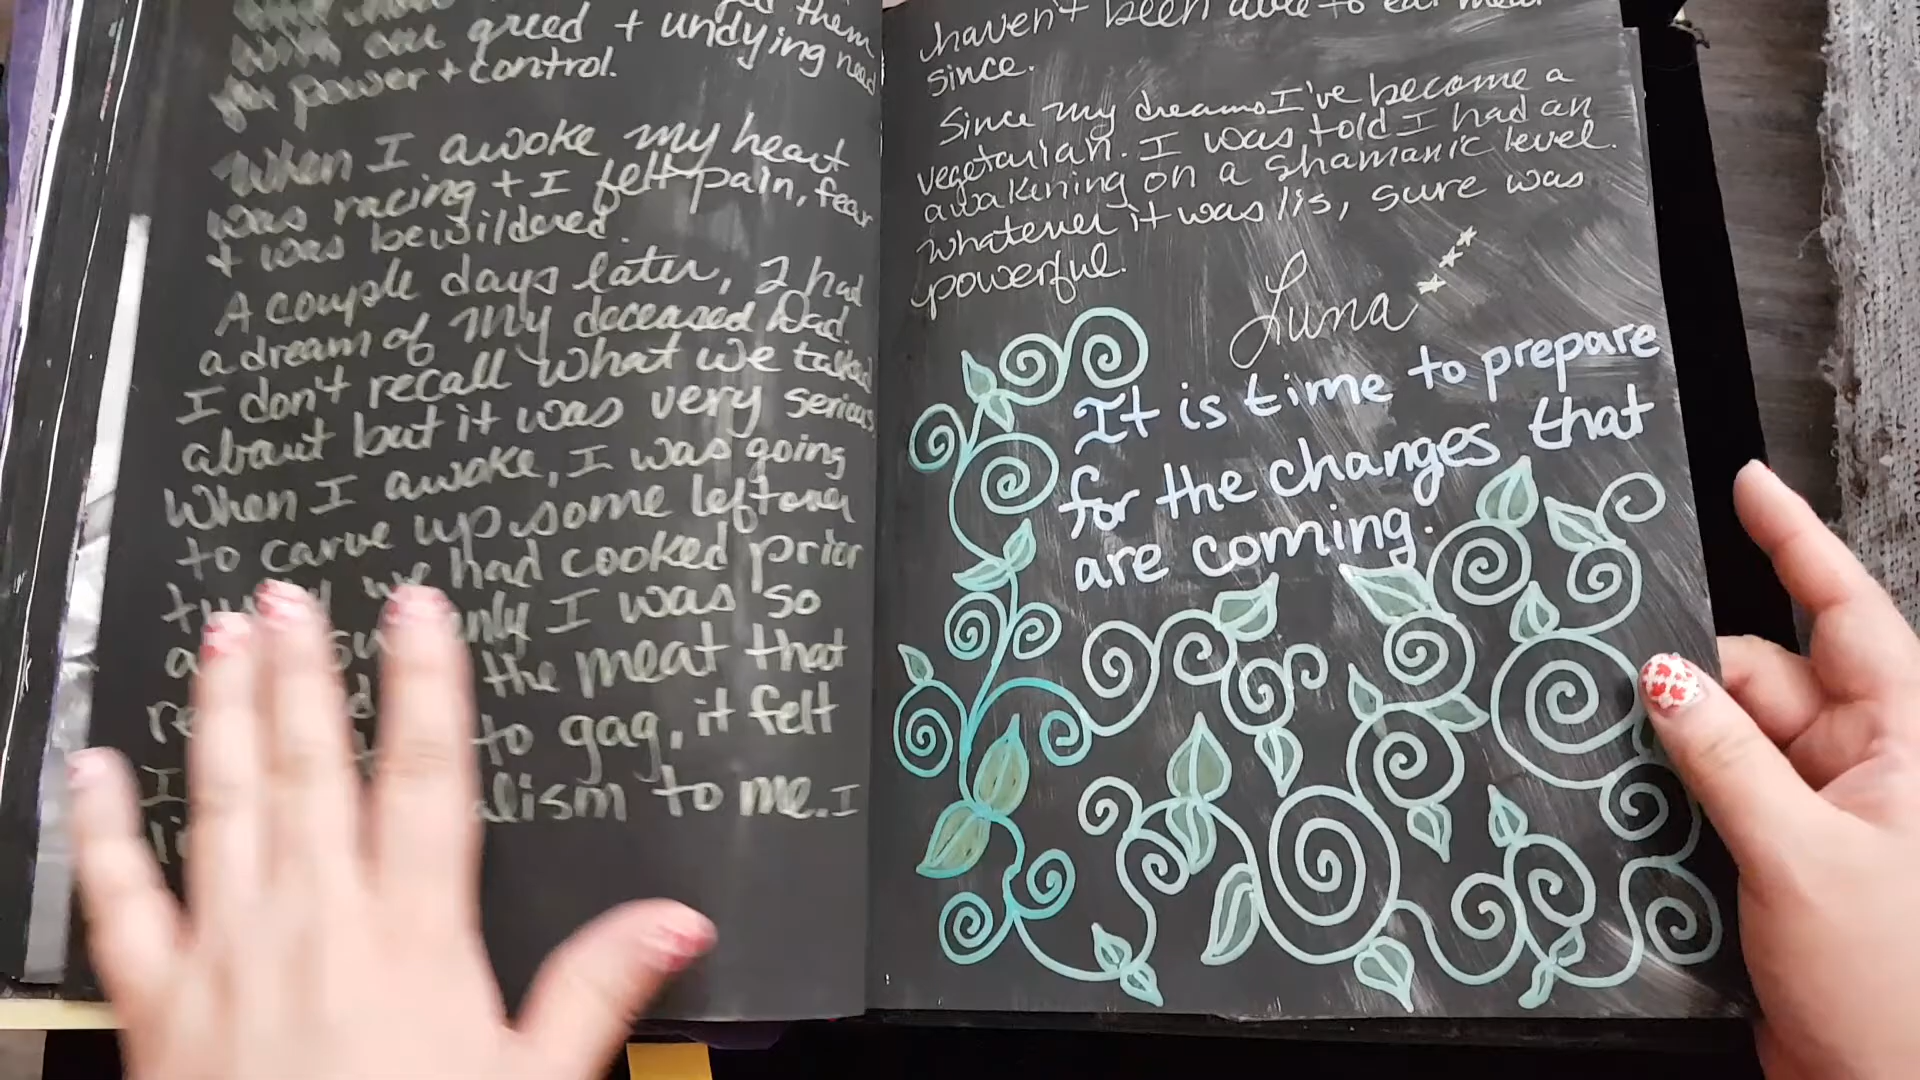 them
with our greed + undying need
for power + control.
When I awoke my heart
was racing + I felt pain, fear
+ was bewildered.
A couple days later, I had
a dream of my deceased Dad.
I don't recall what we talked
about but it was very serious.
When I awoke, I was going
to carve up some leftover
we had cooked prior
I was so
the meat that
to gag, it felt
to me. I
haven't been able to eat meat
since.
Since my dreams I've become a
vegetarian. I was told I had an
awakening on a shamanic level.
whatever it was/is, sure was
powerful.
Luna
It is time to prepare
for the changes that
are coming.